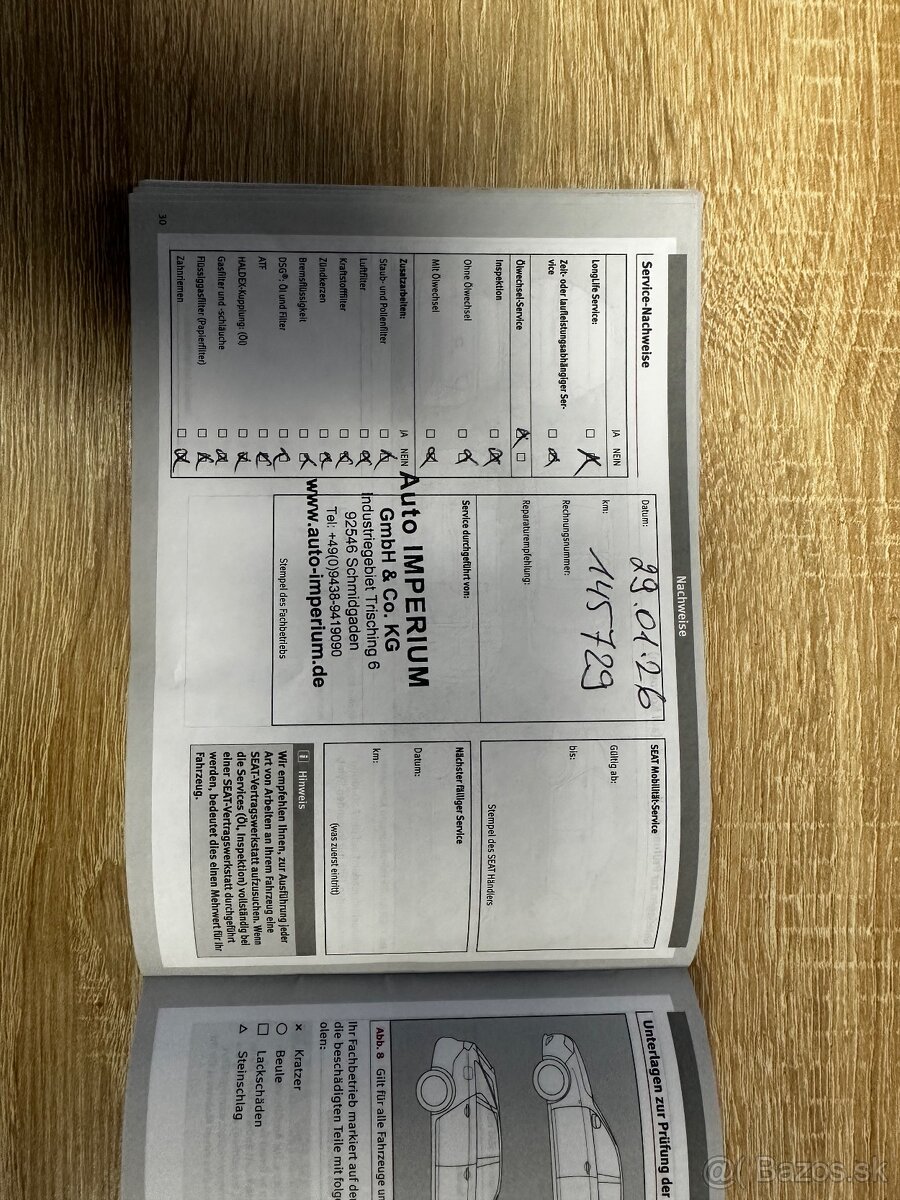 Nachweise
Service-Nachweise
JA NEIN
LongLife Service:
Zeit- oder laufleistungsabhängiger Ser-
vice
Ölwechsel-Service
Inspektion
Ohne Ölwechsel
Mit Ölwechsel
Zusatzarbeiten: JA NEIN
Staub- und Pollenfilter
Luftfilter
Kraftstofffilter
Zündkerzen
Bremsflüssigkeit
DSG®: Öl und Filter
ATF
HALDEX-Kupplung: (Öl)
Gasfilter und -schläuche
Flüssiggasfilter (Papierfilter)
Zahnriemen
30
Datum: 29.01.26
km: 145729
Rechnungsnummer:
Reparaturempfehlung:
Service durchgeführt von:
Auto IMPERIUM
GmbH & Co. KG
Industriegebiet Trisching 6
92546 Schmidgaden
Tel: +49(0)9438-9419090
www.auto-imperium.de
Stempel des Fachbetriebs
SEAT Mobilität-Service
Gültig ab:
bis:
Stempel des SEAT Händlers
Nächster fälliger Service
Datum:
km:
(was zuerst eintritt)
i Hinweis
Wir empfehlen Ihnen, zur Ausführung jeder
Art von Arbeiten an Ihrem Fahrzeug eine
SEAT-Vertragswerkstatt aufzusuchen. Wenn
die Services (Öl, Inspektion) vollständig bei
einer SEAT-Vertragswerkstatt durchgeführt
werden, bedeutet dies einen Mehrwert für Ihr
Fahrzeug.
Unterlagen zur Prüfung der
Abb. 8 Gilt für alle Fahrzeuge un
Ihr Fachbetrieb markiert auf de
die beschädigten Teile mit folg
olen:
× Kratzer
○ Beule
□ Lackschäden
△ Steinschlag
@ Bazos.sk